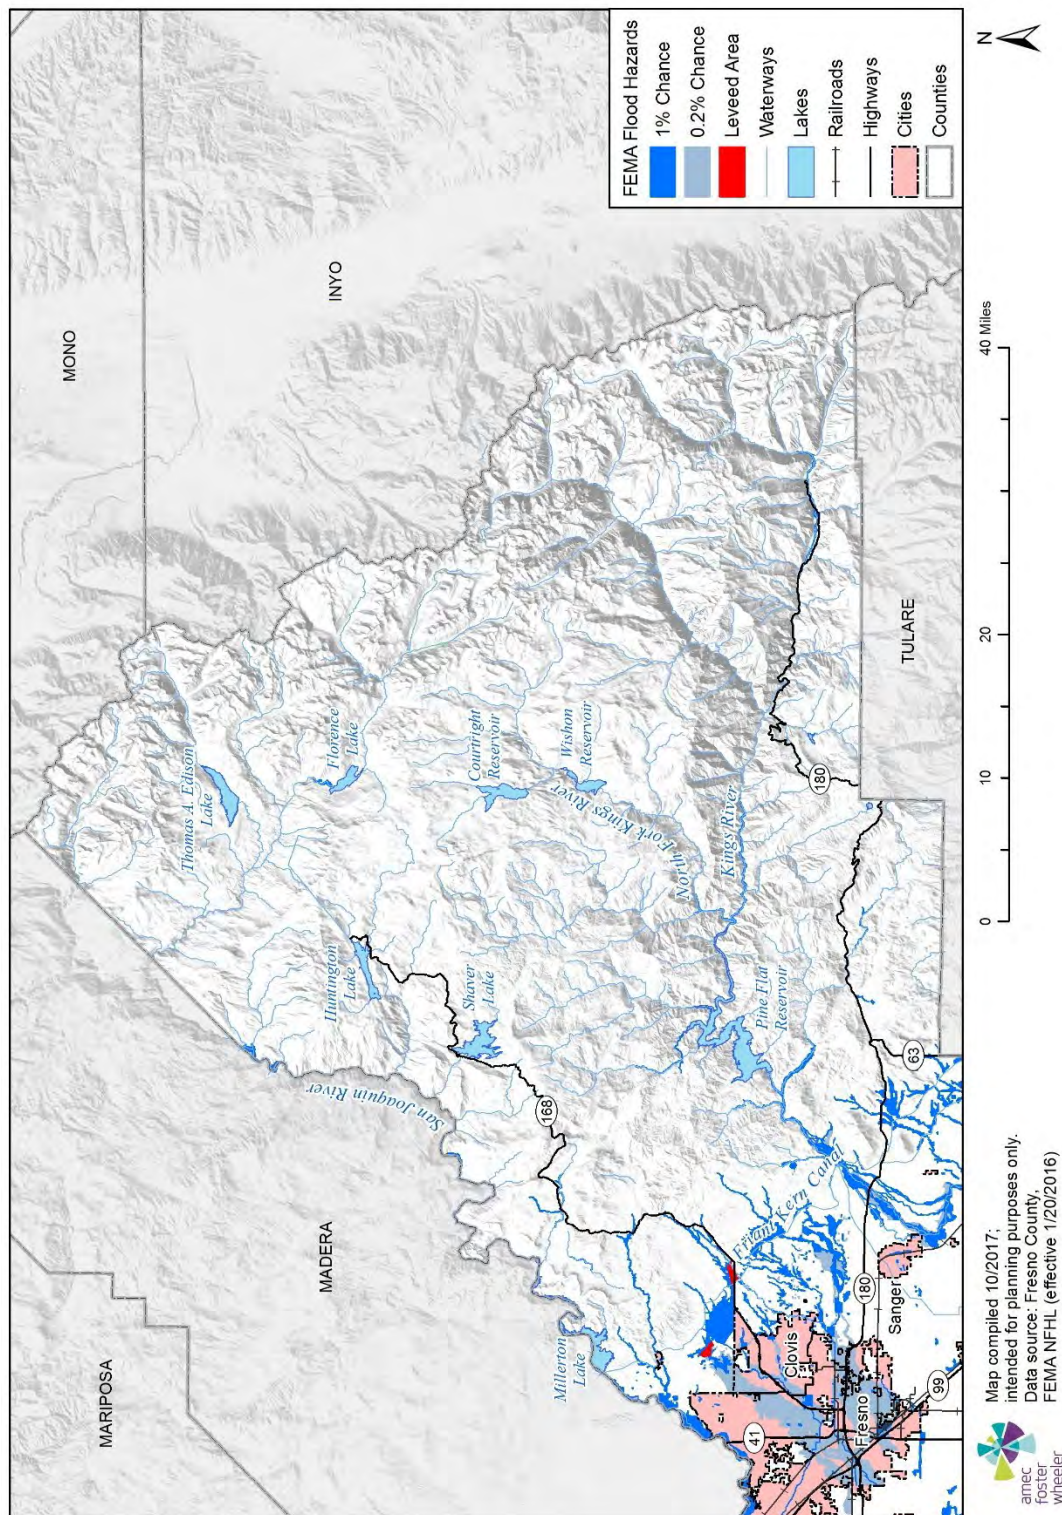 MARIPOSA
MADERA
MONO
INYO
TULARE
Thomas A. Edison
Lake
Florence
Lake
Huntington
Lake
Shaver
Lake
Courtright
Reservoir
Wishon
Reservoir
North Fork Kings River
Kings River
Pine Flat
Reservoir
San Joaquin River
Millerton
Lake
Friant Kern Canal
168
180
180
63
41
99
Clovis
Fresno
Sanger
FEMA Flood Hazards
1% Chance
0.2% Chance
Leveed Area
Waterways
Lakes
Railroads
Highways
Cities
Counties
N
0
10
20
40 Miles
amec
foster
wheeler
Map compiled 10/2017;
intended for planning purposes only.
Data source: Fresno County,
FEMA NFHL (effective 1/20/2016)